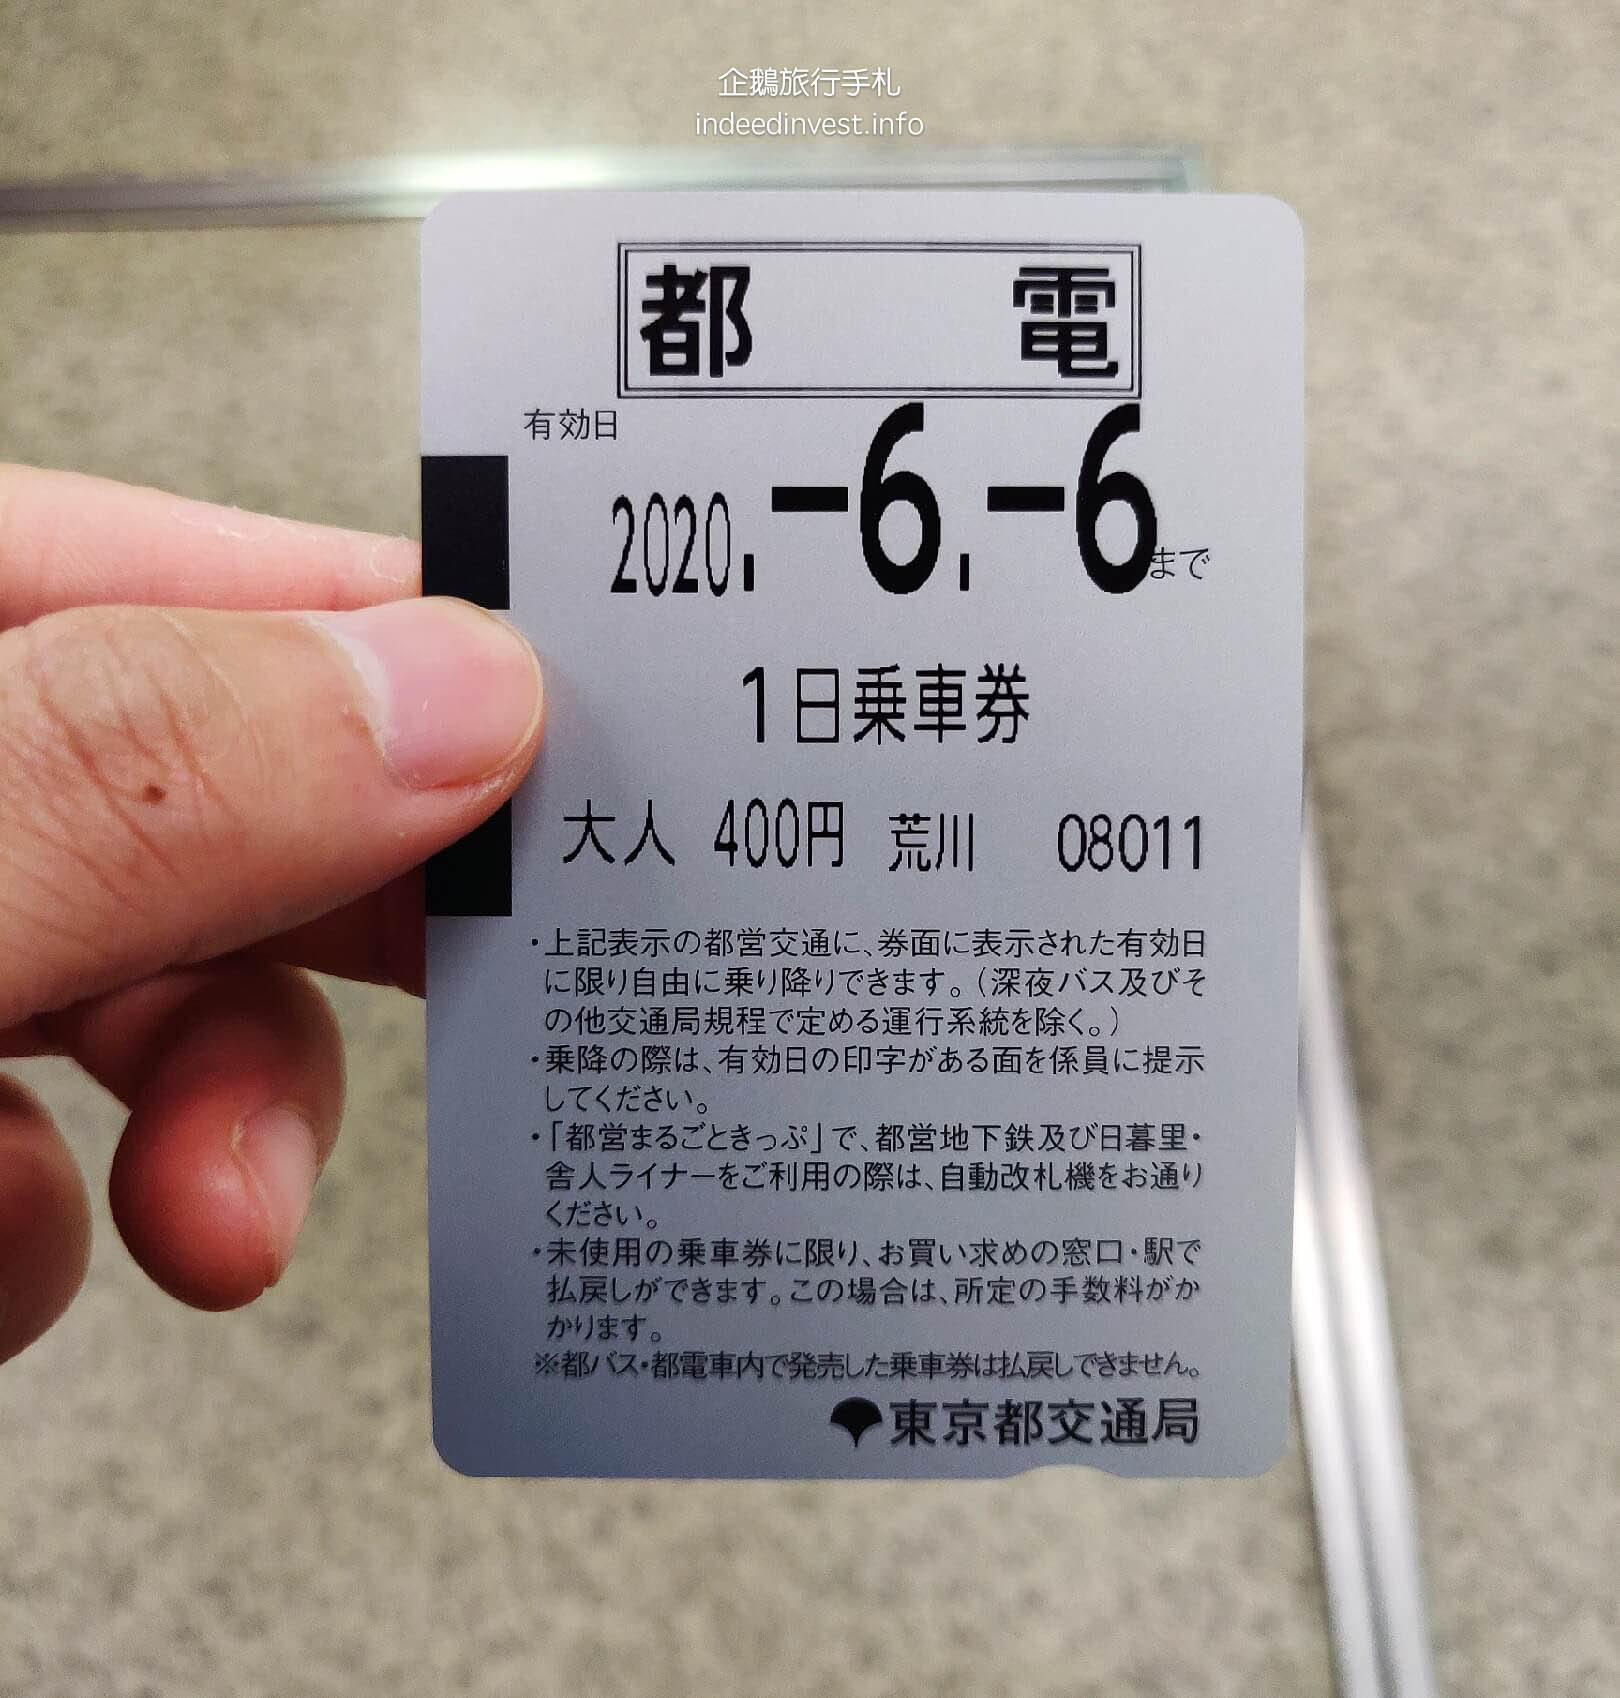 企鵝旅行手札
indeedinvest.info
都 電
有効日
2020.-6.-6まで
1日乗車券
大人 400円 荒川 08011
・上記表示の都営交通に、券面に表示された有効日
に限り自由に乗り降りできます。（深夜バス及びそ
の他交通局規程で定める運行系統を除く。）
・乗降の際は、有効日の印字がある面を係員に提示
してください。
・「都営まるごときっぷ」で、都営地下鉄及び日暮里・
舎人ライナーをご利用の際は、自動改札機をお通り
ください。
・未使用の乗車券に限り、お買い求めの窓口・駅で
払戻しができます。この場合は、所定の手数料がか
かります。
※都バス・都電車内で発売した乗車券は払戻しできません。
東京都交通局